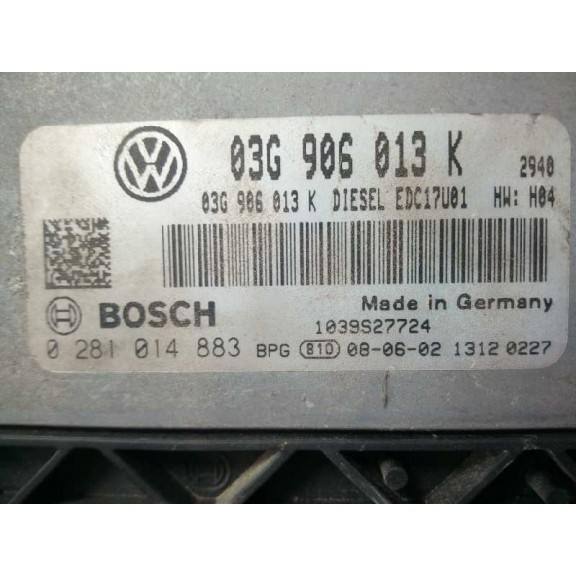 03G 906 013 K 2940
03G 906 013 K DIESEL EDC17U01 HW: H04
BOSCH Made in Germany
1039S27724
0 281 014 883 BPG 810 08-06-02 1312 0227